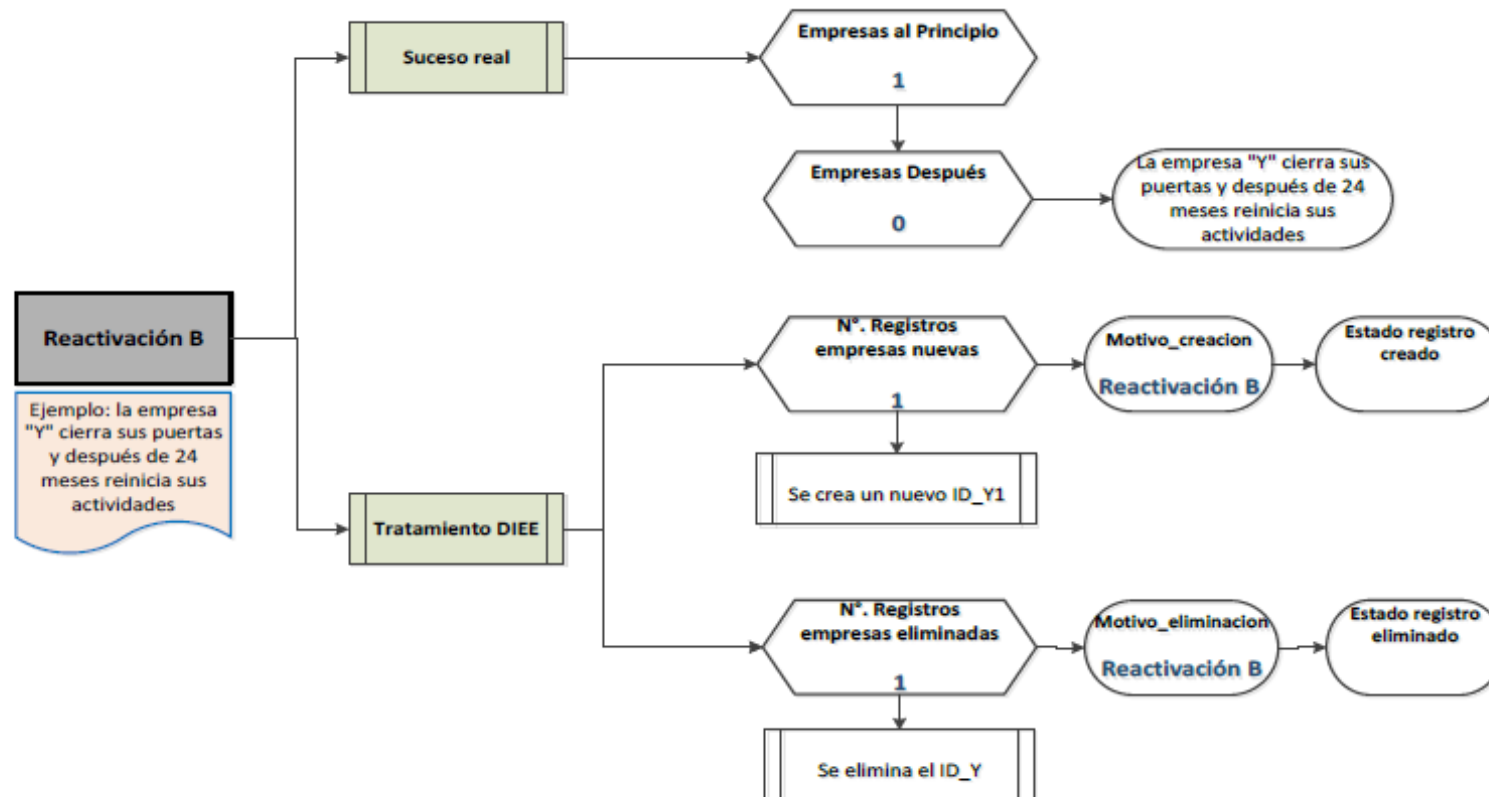 Suceso real
Empresas al Principio
1
Empresas Después
0
La empresa "Y" cierra sus
puertas y después de 24
meses reinicia sus
actividades
Reactivación B
Ejemplo: la empresa
"Y" cierra sus puertas
y después de 24
meses reinicia sus
actividades
Tratamiento DIEE
N°. Registros
empresas nuevas
1
Motivo_creacion
Reactivación B
Estado registro
creado
Se crea un nuevo ID_Y1
N°. Registros
empresas eliminadas
1
Motivo_eliminacion
Reactivación B
Estado registro
eliminado
Se elimina el ID_Y